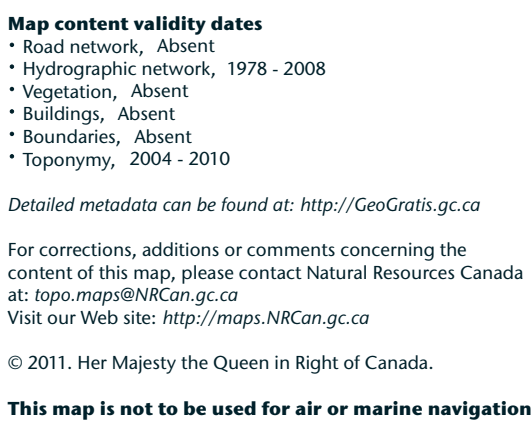 Map content validity dates
• Road network, Absent
• Hydrographic network, 1978 - 2008
• Vegetation, Absent
• Buildings, Absent
• Boundaries, Absent
• Toponymy, 2004 - 2010
Detailed metadata can be found at: http://GeoGratis.gc.ca
For corrections, additions or comments concerning the
content of this map, please contact Natural Resources Canada
at: topo.maps@NRCan.gc.ca
Visit our Web site: http://maps.NRCan.gc.ca
© 2011. Her Majesty the Queen in Right of Canada.
This map is not to be used for air or marine navigation